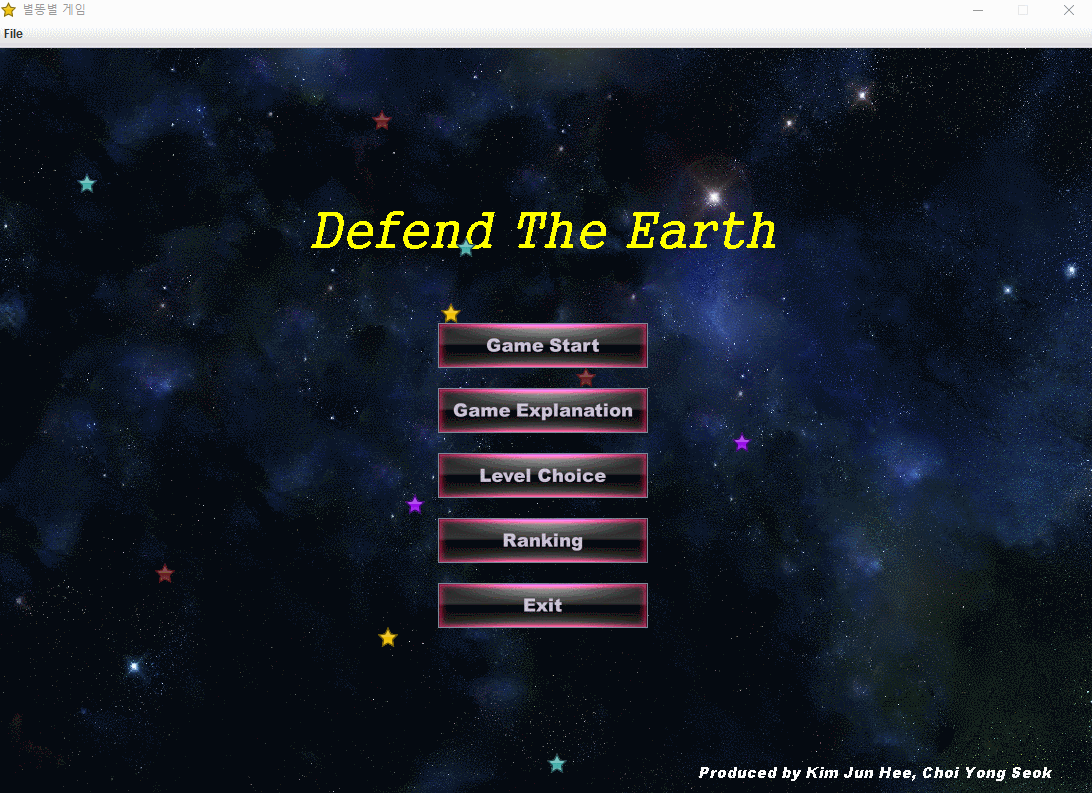 별똥별 게임
File
Defend The Earth
Game Start
Game Explanation
Level Choice
Ranking
Exit
Produced by Kim Jun Hee, Choi Yong Seok